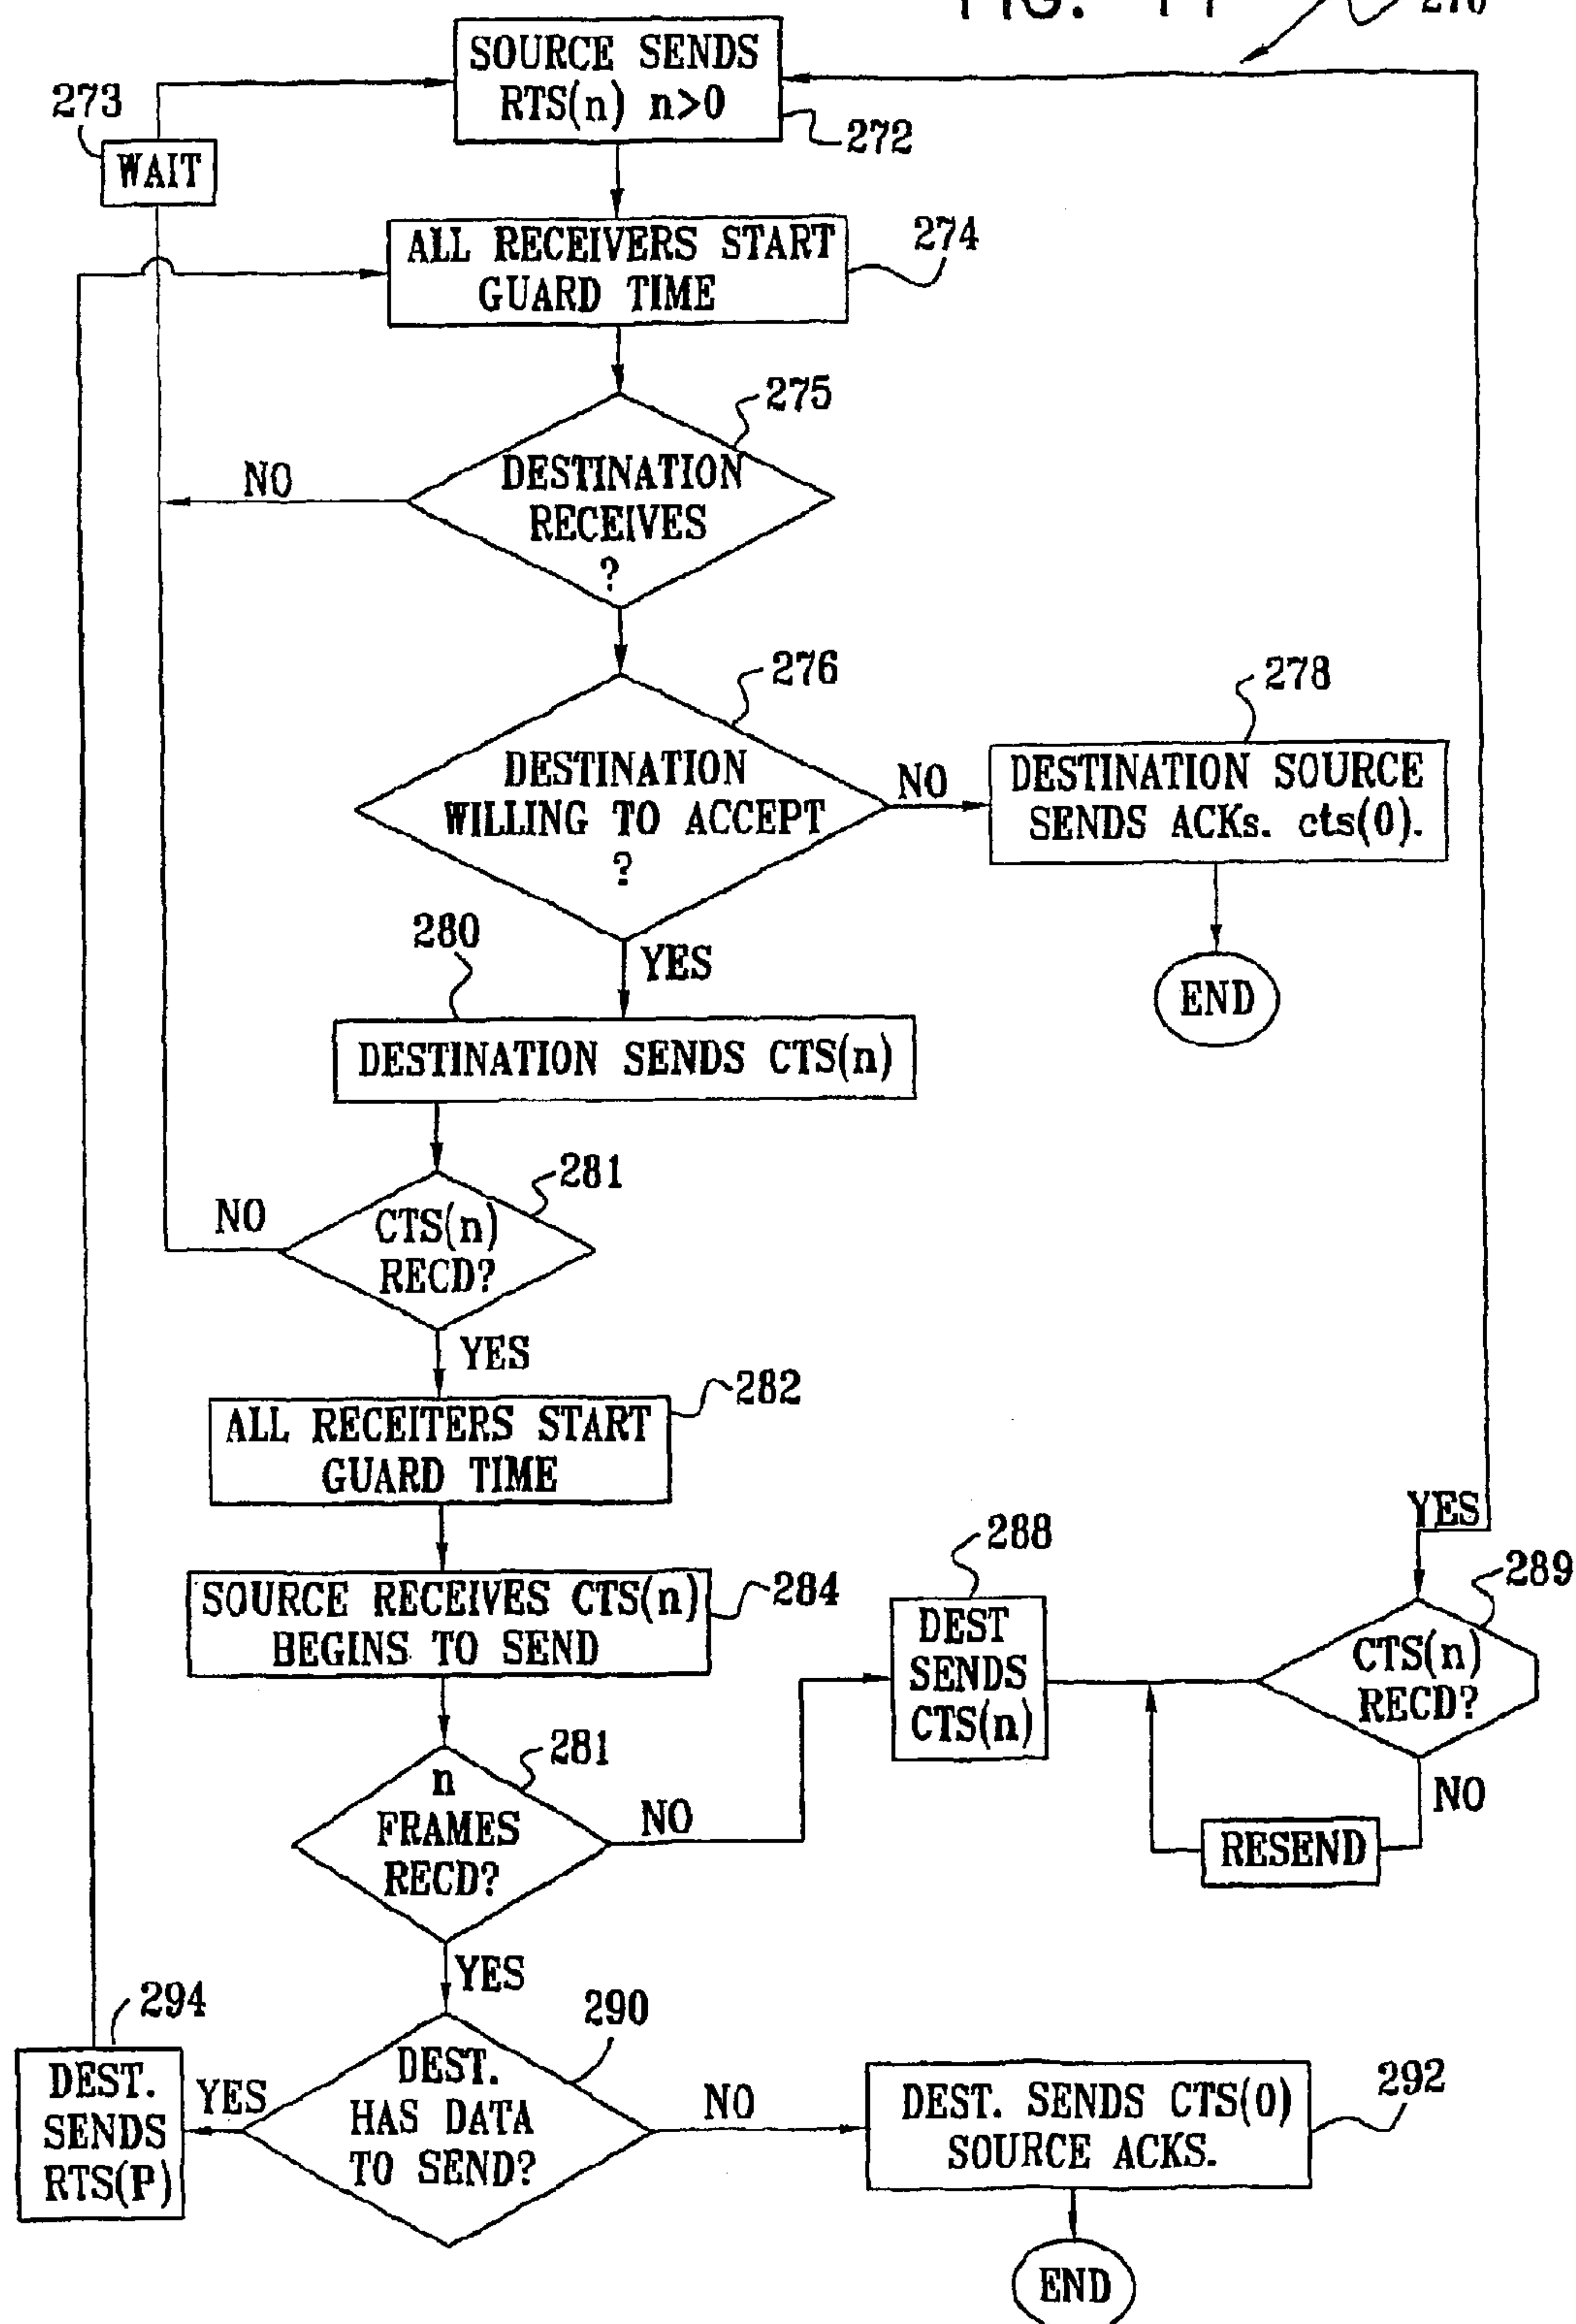 FIG.
SOURCE SENDS
RTS(n) n>0
272
273
WAIT
ALL RECEIVERS START
GUARD TIME
274
275
DESTINATION
RECEIVES
?
NO
276
DESTINATION
WILLING TO ACCEPT
?
NO
278
DESTINATION SOURCE
SENDS ACKs. cts(0).
END
YES
280
DESTINATION SENDS CTS(n)
281
CTS(n)
RECD?
NO
YES
282
ALL RECEITERS START
GUARD TIME
284
SOURCE RECEIVES CTS(n)
BEGINS TO SEND
281
n
FRAMES
RECD?
NO
288
DEST
SENDS
CTS(n)
YES
289
CTS(n)
RECD?
NO
RESEND
YES
290
DEST.
HAS DATA
TO SEND?
YES
294
DEST.
SENDS
RTS(P)
NO
292
DEST. SENDS CTS(0)
SOURCE ACKS.
END